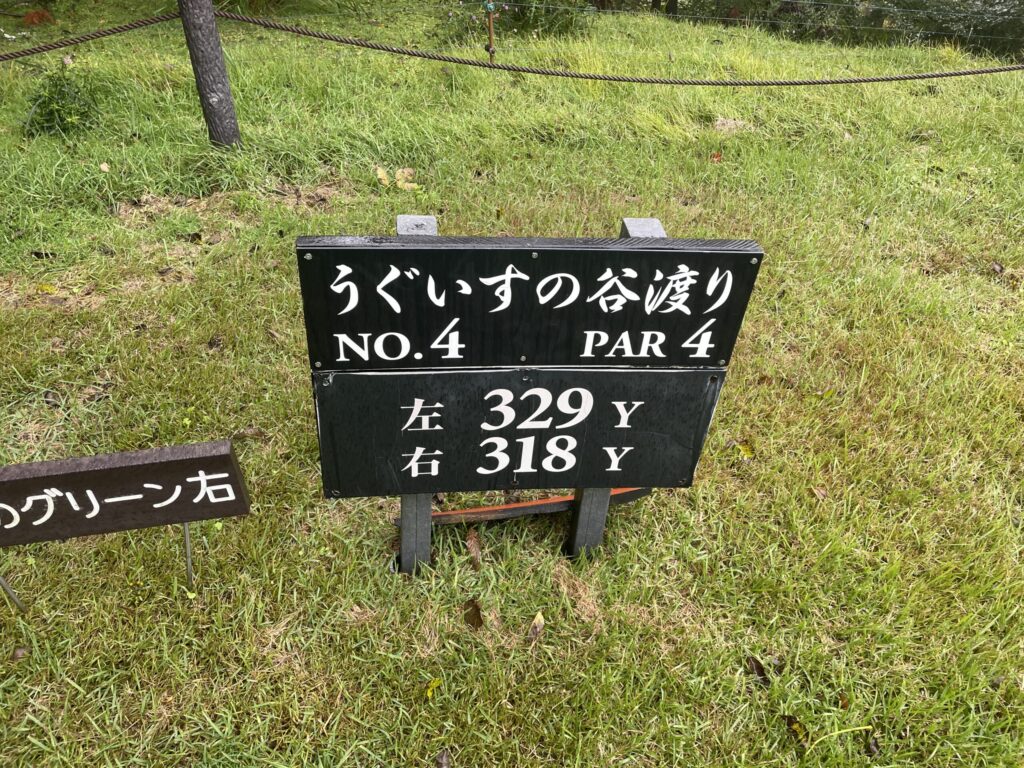 うぐいすの谷渡り
NO.4 PAR 4
左 329 Y
右 318 Y
のグリーン右